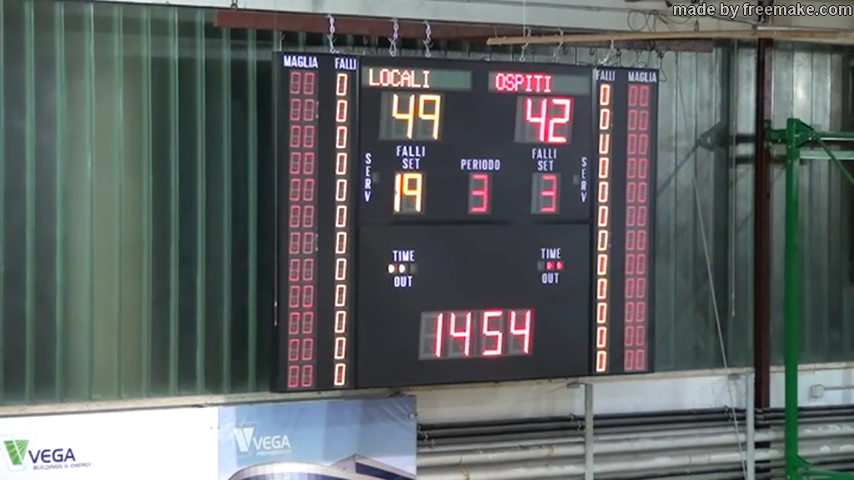 made by freemake.com
MAGLIA FALLI LOCALI OSPITI FALLI MAGLIA
49 42
FALLI SET PERIODO FALLI SET
SERV 19 3 3 SERV
TIME OUT TIME OUT
1454
VEGA
BUILDINGS & ENERGY
VEGA